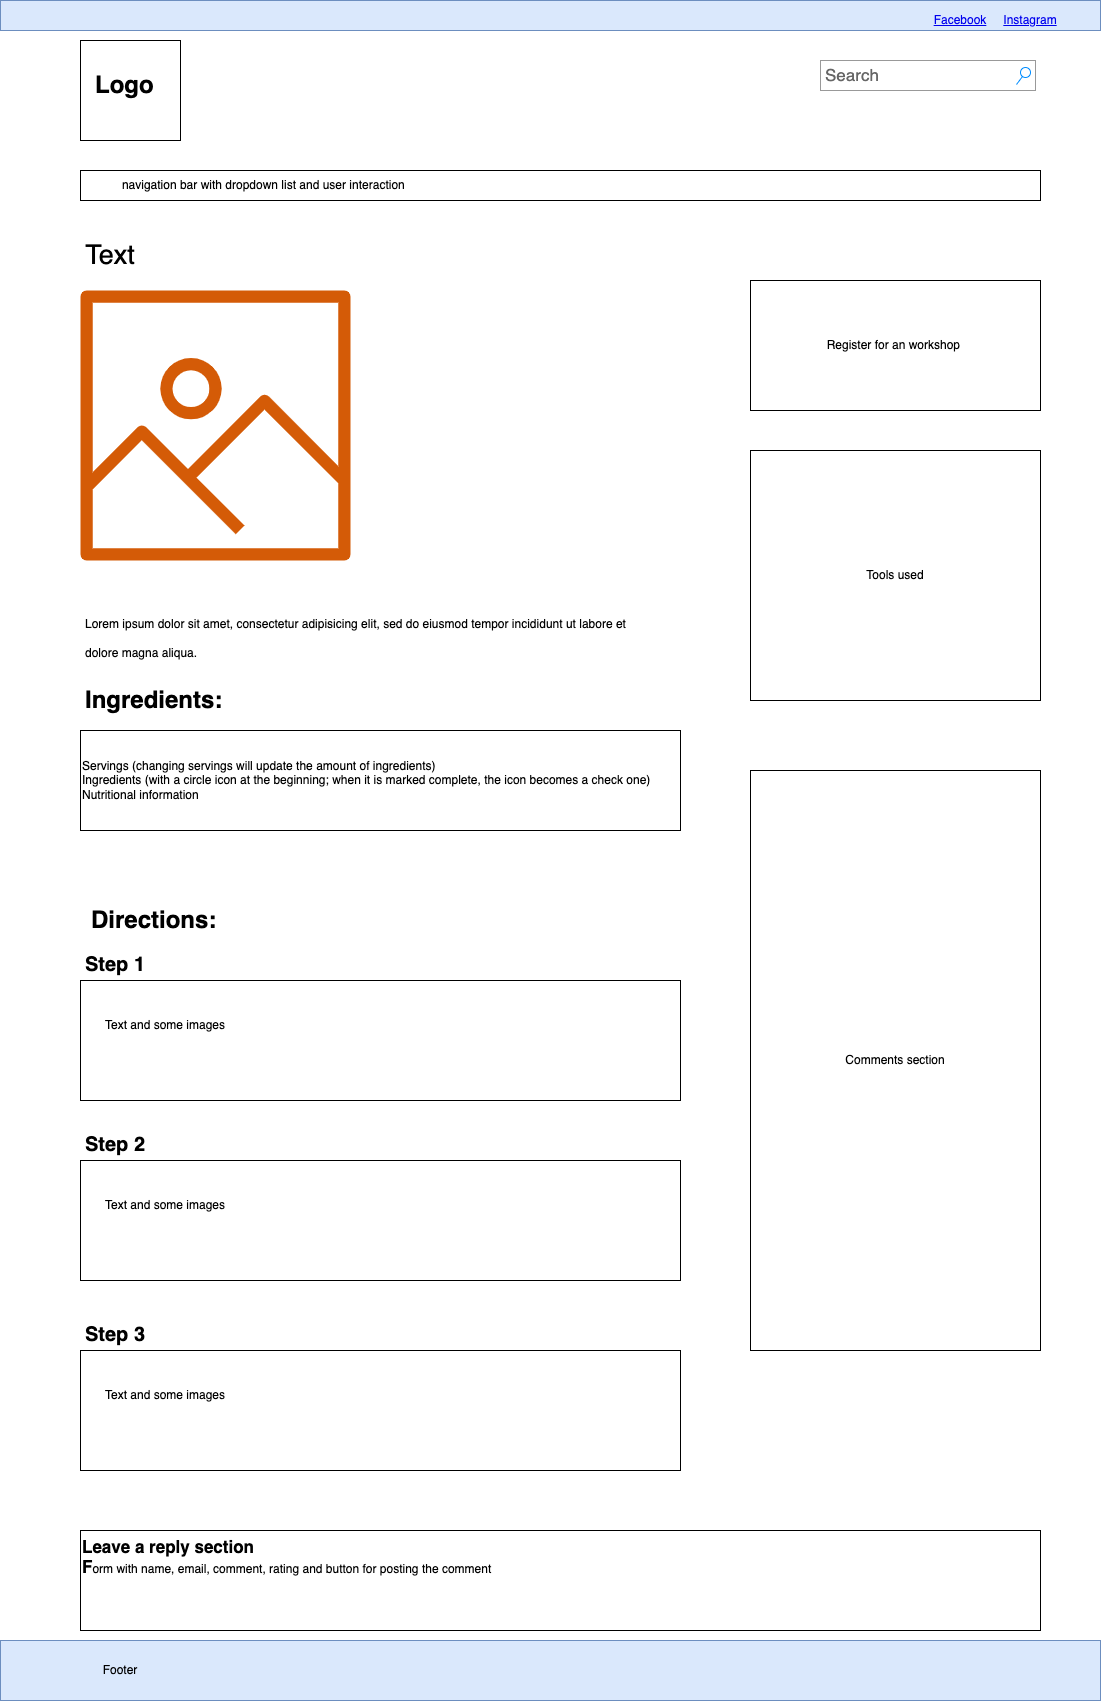 Facebook Instagram
Logo
Search
navigation bar with dropdown list and user interaction
Text
Register for an workshop
Tools used
Lorem ipsum dolor sit amet, consectetur adipisicing elit, sed do eiusmod tempor incididunt ut labore et
dolore magna aliqua.
Ingredients:
Servings (changing servings will update the amount of ingredients)
Ingredients (with a circle icon at the beginning; when it is marked complete, the icon becomes a check one)
Nutritional information
Directions:
Step 1
Text and some images
Comments section
Step 2
Text and some images
Step 3
Text and some images
Leave a reply section
Form with name, email, comment, rating and button for posting the comment
Footer